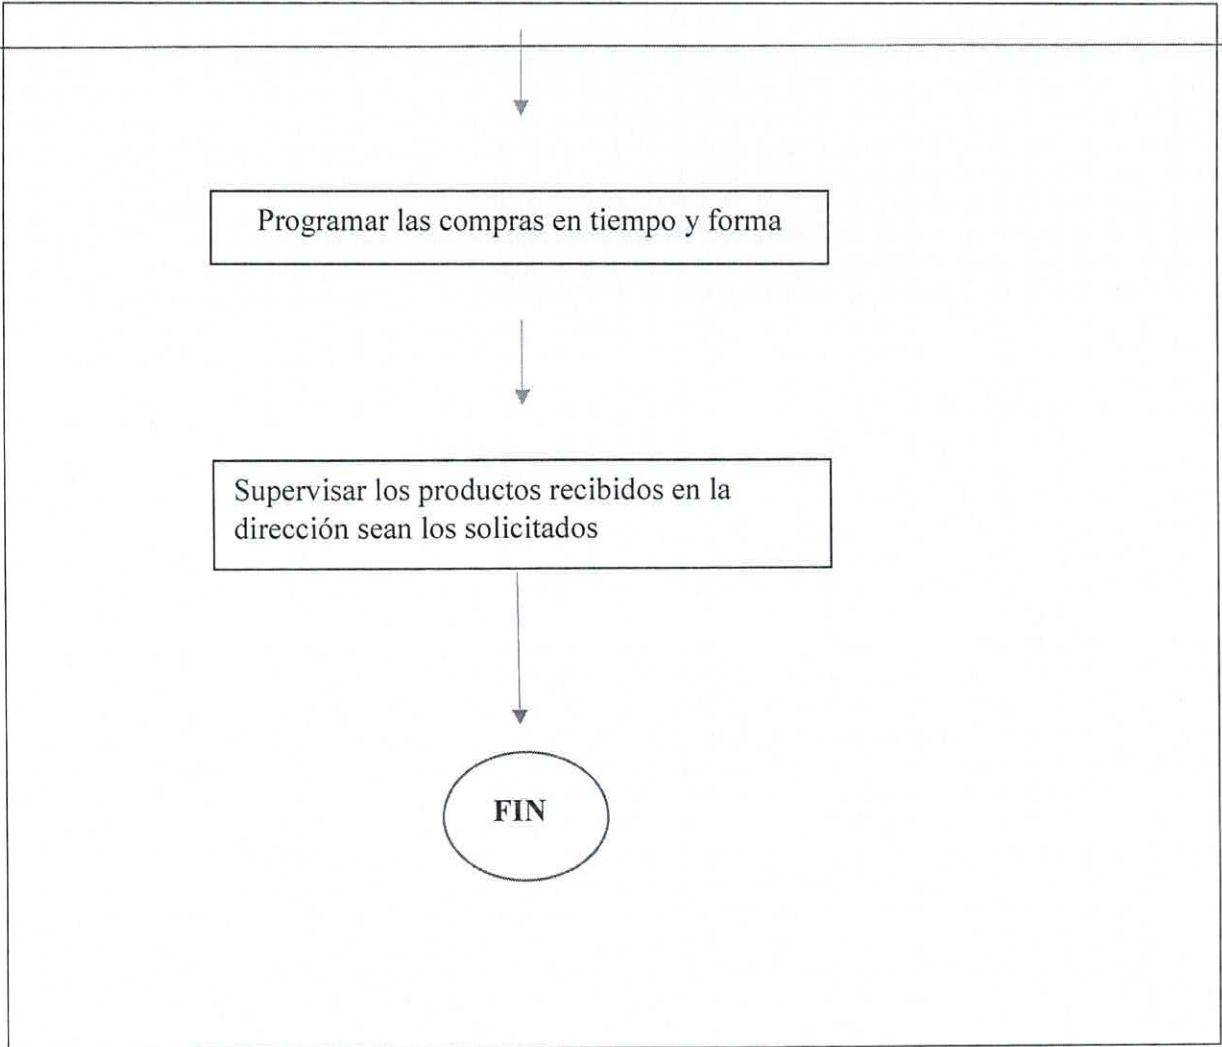 Programar las compras en tiempo y forma
Supervisar los productos recibidos en la
dirección sean los solicitados
FIN